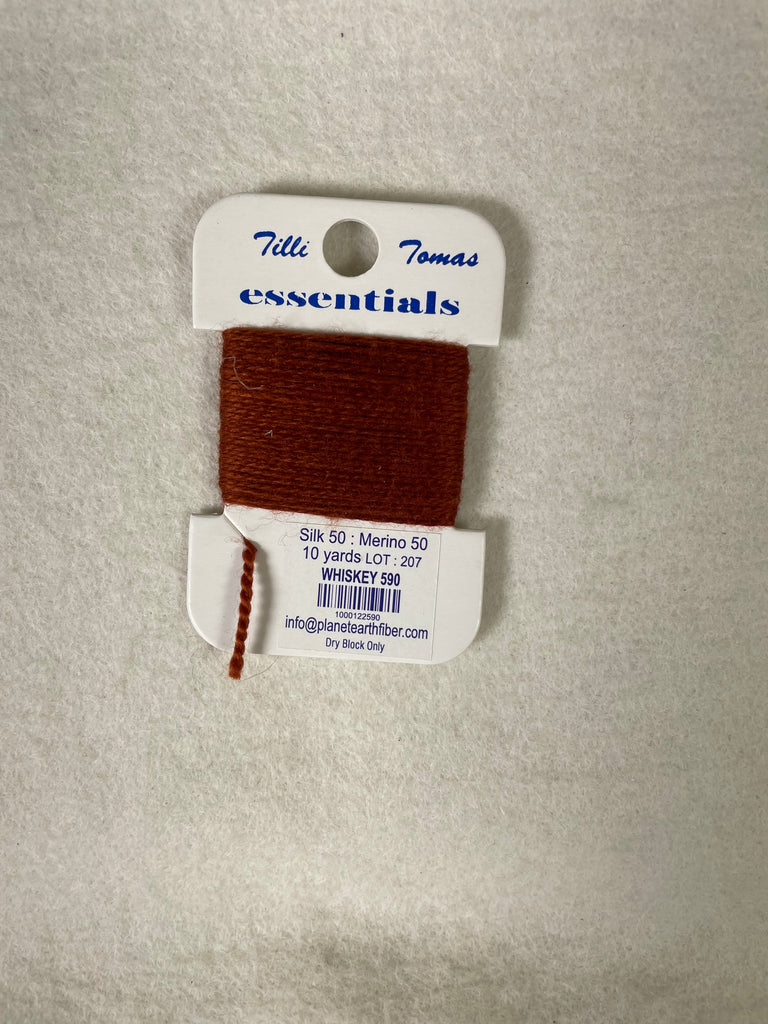 Tilli Tomas
essentials
Silk 50 : Merino 50
10 yards LOT : 207
WHISKEY 590
1000122590
info@planetearthfiber.com
Dry Block Only